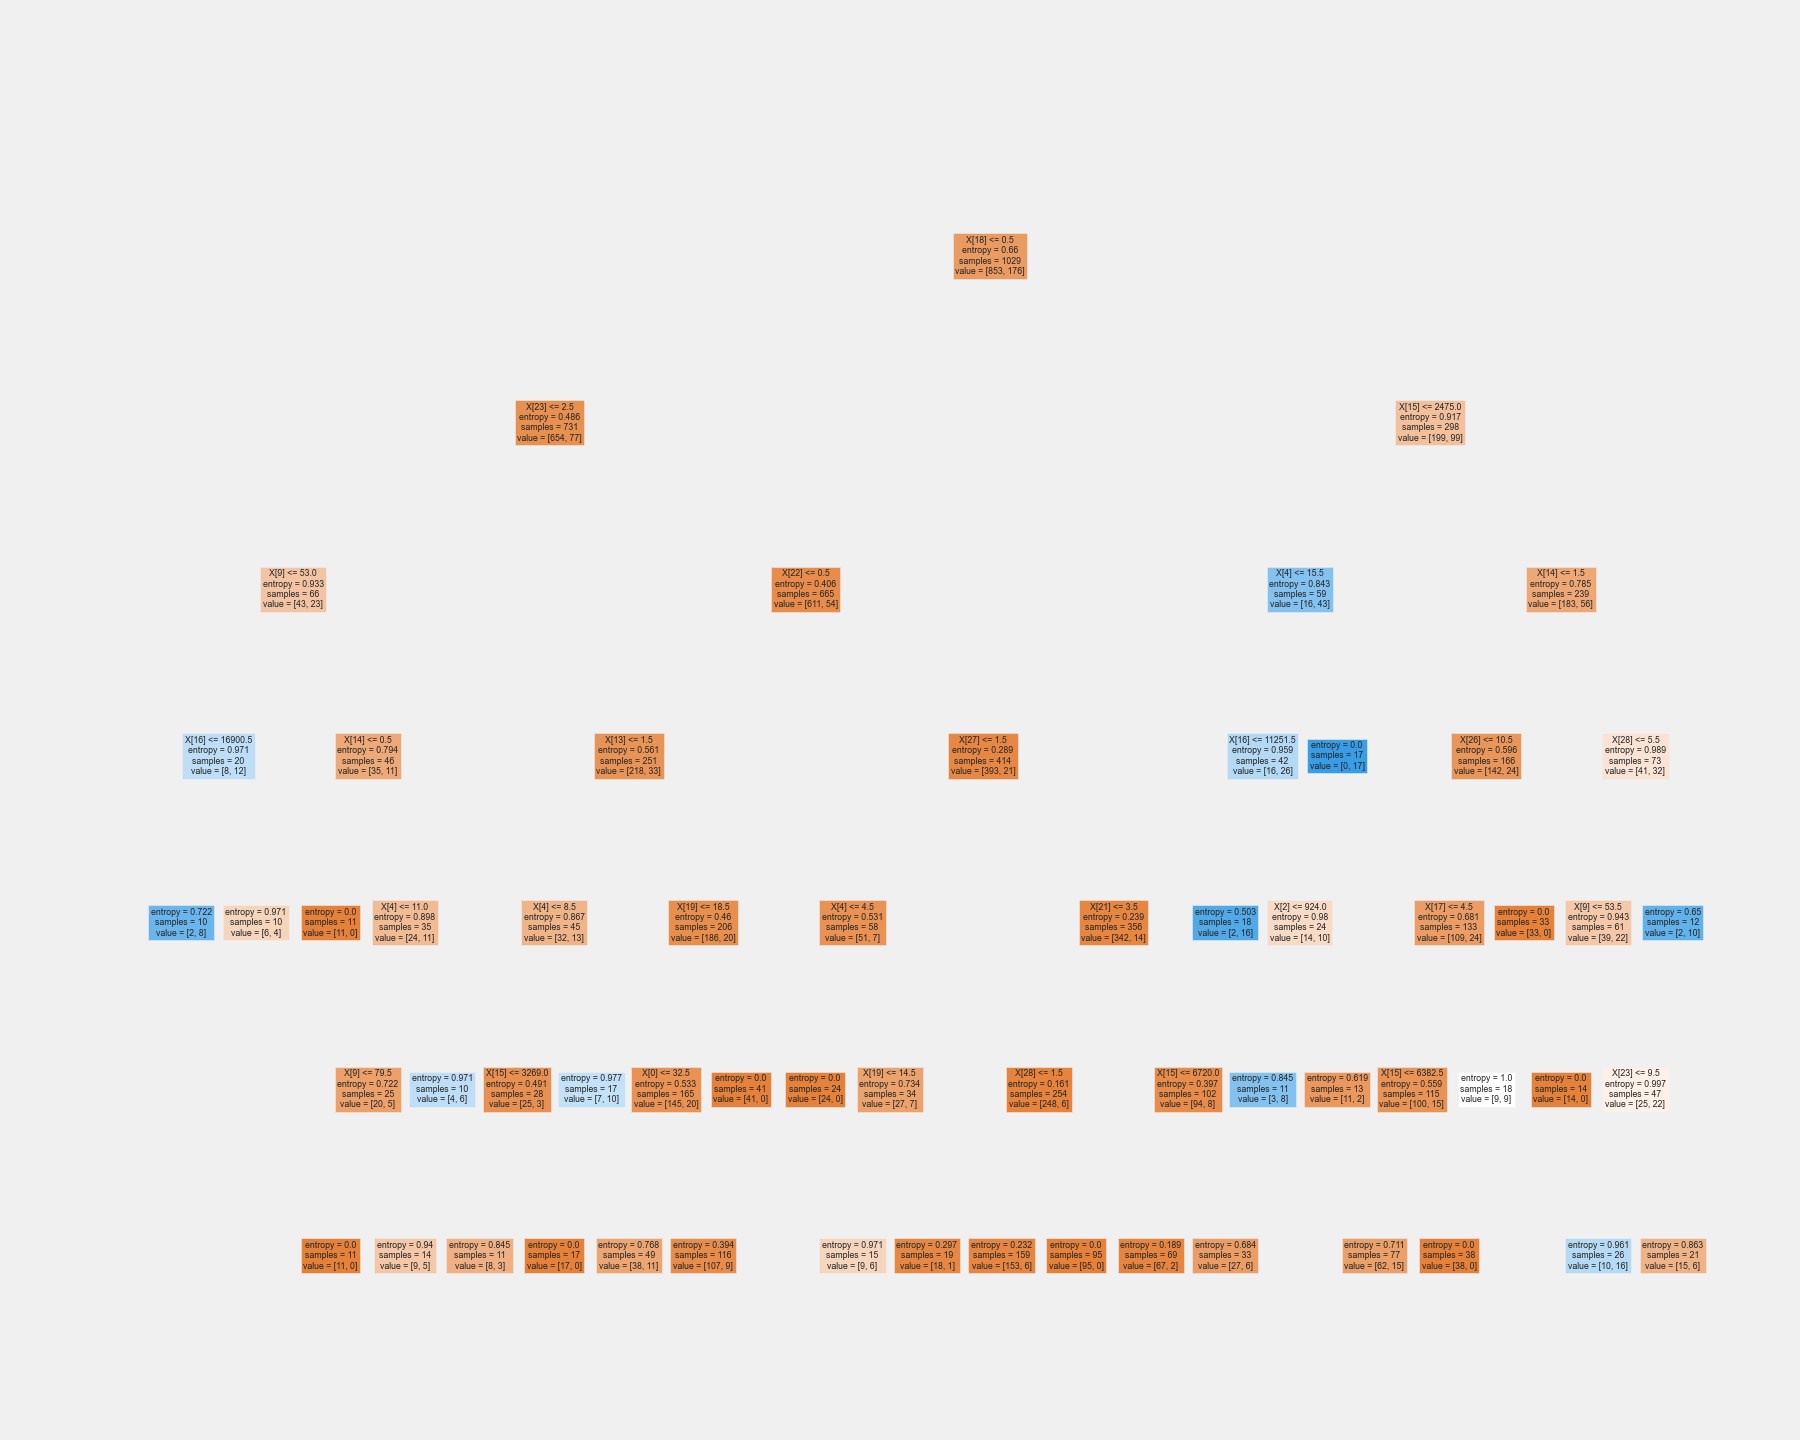 X[18] <= 0.5
entropy = 0.66
samples = 1029
value = [853, 176]
X[23] <= 2.5
entropy = 0.486
samples = 731
value = [654, 77]
X[15] <= 2475.0
entropy = 0.917
samples = 298
value = [199, 99]
X[9] <= 53.0
entropy = 0.933
samples = 66
value = [43, 23]
X[22] <= 0.5
entropy = 0.406
samples = 665
value = [611, 54]
X[4] <= 15.5
entropy = 0.843
samples = 59
value = [16, 43]
X[14] <= 1.5
entropy = 0.785
samples = 239
value = [183, 56]
X[16] <= 16900.5
entropy = 0.971
samples = 20
value = [8, 12]
X[14] <= 0.5
entropy = 0.794
samples = 46
value = [35, 11]
X[13] <= 1.5
entropy = 0.561
samples = 251
value = [218, 33]
X[27] <= 1.5
entropy = 0.289
samples = 414
value = [393, 21]
X[16] <= 11251.5
entropy = 0.959
samples = 42
value = [16, 26]
entropy = 0.0
samples = 17
value = [0, 17]
X[26] <= 10.5
entropy = 0.596
samples = 166
value = [142, 24]
X[28] <= 5.5
entropy = 0.989
samples = 73
value = [41, 32]
entropy = 0.722
samples = 10
value = [2, 8]
entropy = 0.971
samples = 10
value = [6, 4]
entropy = 0.0
samples = 11
value = [11, 0]
X[4] <= 11.0
entropy = 0.898
samples = 35
value = [24, 11]
X[4] <= 8.5
entropy = 0.867
samples = 45
value = [32, 13]
X[19] <= 18.5
entropy = 0.46
samples = 206
value = [186, 20]
X[4] <= 4.5
entropy = 0.531
samples = 58
value = [51, 7]
X[21] <= 3.5
entropy = 0.239
samples = 356
value = [342, 14]
entropy = 0.503
samples = 18
value = [2, 16]
X[2] <= 924.0
entropy = 0.98
samples = 24
value = [14, 10]
X[17] <= 4.5
entropy = 0.681
samples = 133
value = [109, 24]
entropy = 0.0
samples = 33
value = [33, 0]
X[9] <= 53.5
entropy = 0.943
samples = 61
value = [39, 22]
entropy = 0.65
samples = 12
value = [2, 10]
X[9] <= 79.5
entropy = 0.722
samples = 25
value = [20, 5]
entropy = 0.971
samples = 10
value = [4, 6]
X[15] <= 3269.0
entropy = 0.491
samples = 28
value = [25, 3]
entropy = 0.977
samples = 17
value = [7, 10]
X[0] <= 32.5
entropy = 0.533
samples = 165
value = [145, 20]
entropy = 0.0
samples = 41
value = [41, 0]
entropy = 0.0
samples = 24
value = [24, 0]
X[19] <= 14.5
entropy = 0.734
samples = 34
value = [27, 7]
X[28] <= 1.5
entropy = 0.161
samples = 254
value = [248, 6]
X[15] <= 6720.0
entropy = 0.397
samples = 102
value = [94, 8]
entropy = 0.845
samples = 11
value = [3, 8]
entropy = 0.619
samples = 13
value = [11, 2]
X[15] <= 6382.5
entropy = 0.559
samples = 115
value = [100, 15]
entropy = 1.0
samples = 18
value = [9, 9]
entropy = 0.0
samples = 14
value = [14, 0]
X[23] <= 9.5
entropy = 0.997
samples = 47
value = [25, 22]
entropy = 0.0
samples = 11
value = [11, 0]
entropy = 0.94
samples = 14
value = [9, 5]
entropy = 0.845
samples = 11
value = [8, 3]
entropy = 0.0
samples = 17
value = [17, 0]
entropy = 0.768
samples = 49
value = [38, 11]
entropy = 0.394
samples = 116
value = [107, 9]
entropy = 0.971
samples = 15
value = [9, 6]
entropy = 0.297
samples = 19
value = [18, 1]
entropy = 0.232
samples = 159
value = [153, 6]
entropy = 0.0
samples = 95
value = [95, 0]
entropy = 0.189
samples = 69
value = [67, 2]
entropy = 0.684
samples = 33
value = [27, 6]
entropy = 0.711
samples = 77
value = [62, 15]
entropy = 0.0
samples = 38
value = [38, 0]
entropy = 0.961
samples = 26
value = [10, 16]
entropy = 0.863
samples = 21
value = [15, 6]